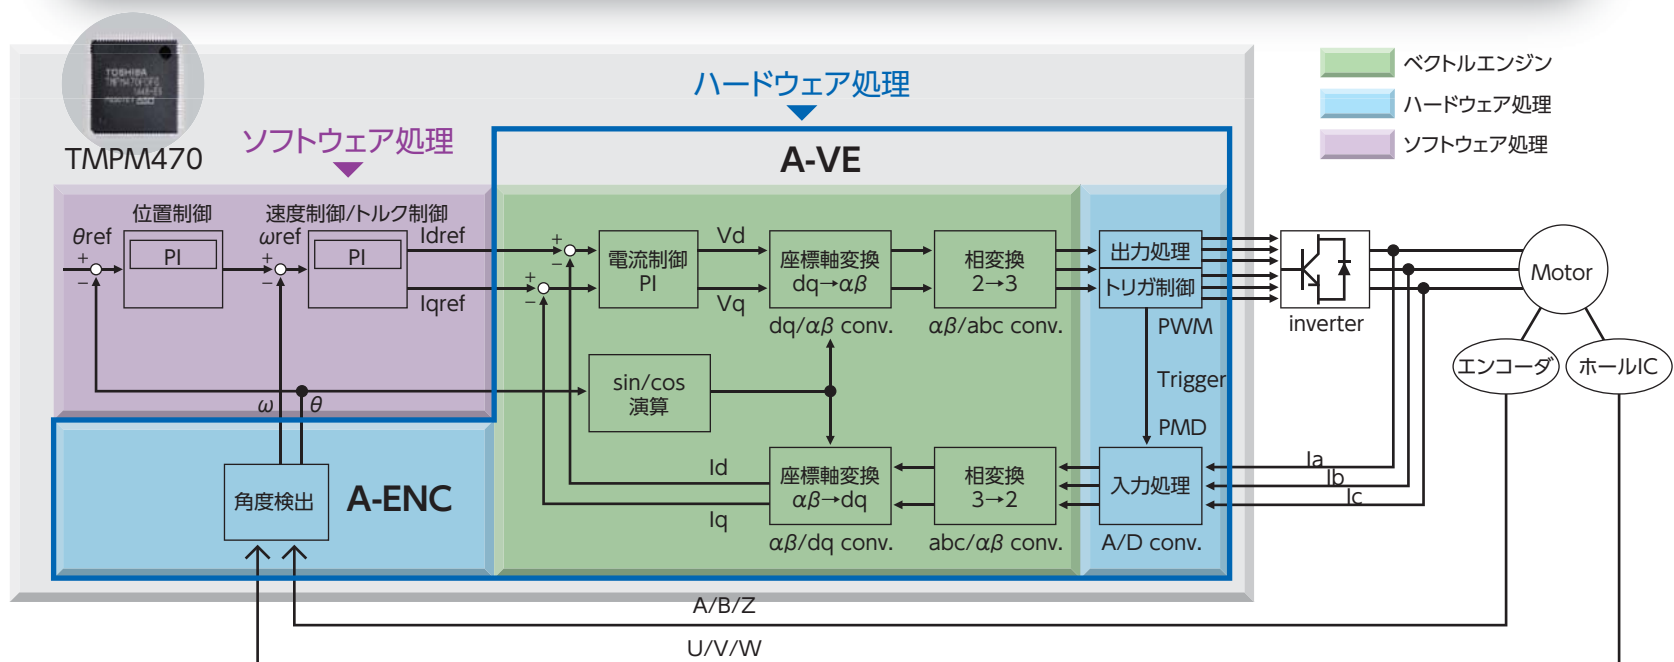 TOSHIBA
TMPM470
ソフトウェア処理
ハードウェア処理
ベクトルエンジン
ハードウェア処理
ソフトウェア処理
A-VE
位置制御
速度制御/トルク制御
θref
+
−
PI
ωref
+
−
PI
Idref
Iqref
+
−
+
−
電流制御
PI
Vd
Vq
座標軸変換
dq→αβ
dq/αβ conv.
相変換
2→3
αβ/abc conv.
出力処理
トリガ制御
PWM
Trigger
PMD
inverter
Motor
エンコーダ
ホールIC
sin/cos
演算
ω
θ
角度検出
A-ENC
Id
Iq
座標軸変換
αβ→dq
αβ/dq conv.
相変換
3→2
abc/αβ conv.
入力処理
A/D conv.
Ia
Ib
Ic
A/B/Z
U/V/W